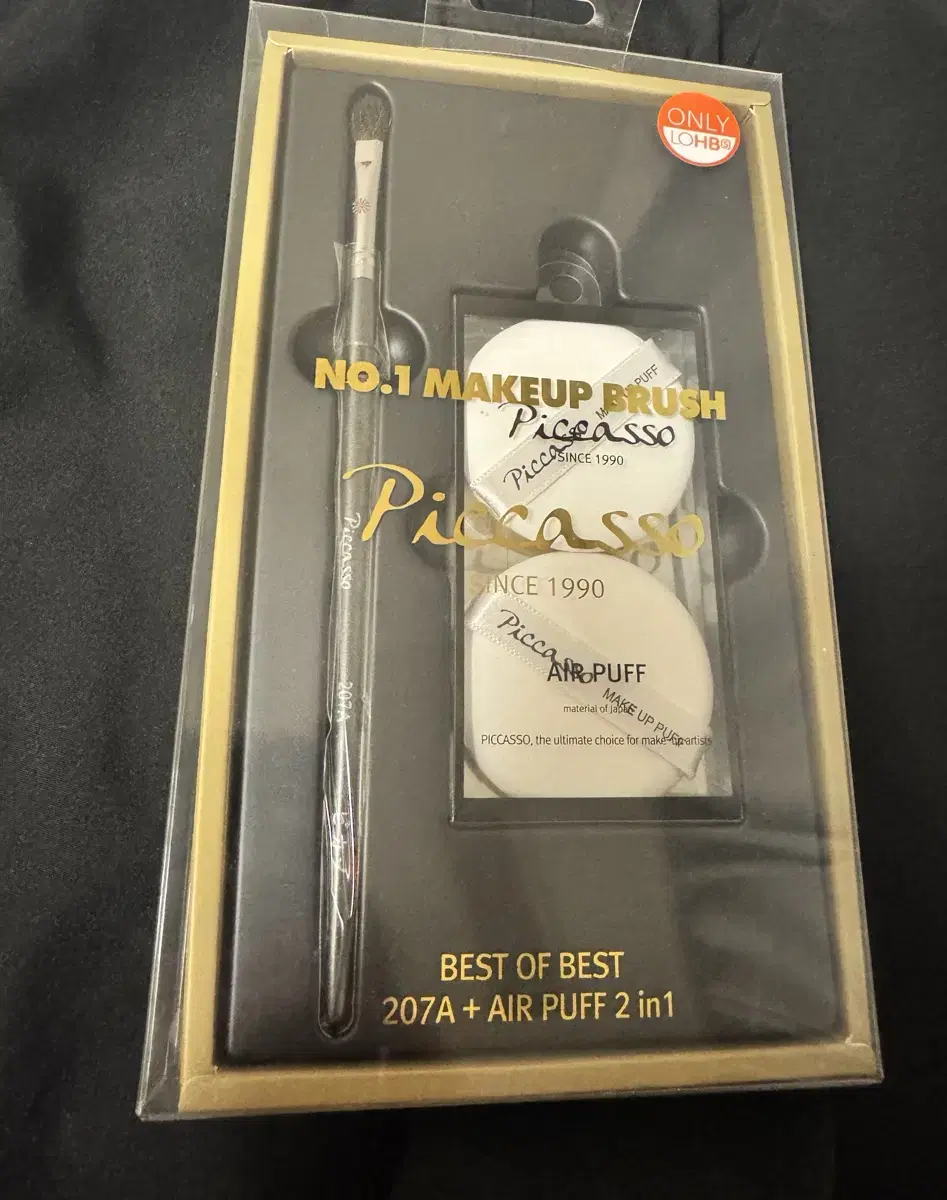 ONLY
LOHB[S]
NO.1 MAKEUP BRUSH
Piccasso
SINCE 1990
Piccasso MAKE UP PUFF
Piccasso
SINCE 1990
Piccasso MAKE UP PUFF
AIR PUFF
material of japan
PICCASSO, the ultimate choice for make-up artists
Piccasso
207A
BEST OF BEST
207A + AIR PUFF 2 in1